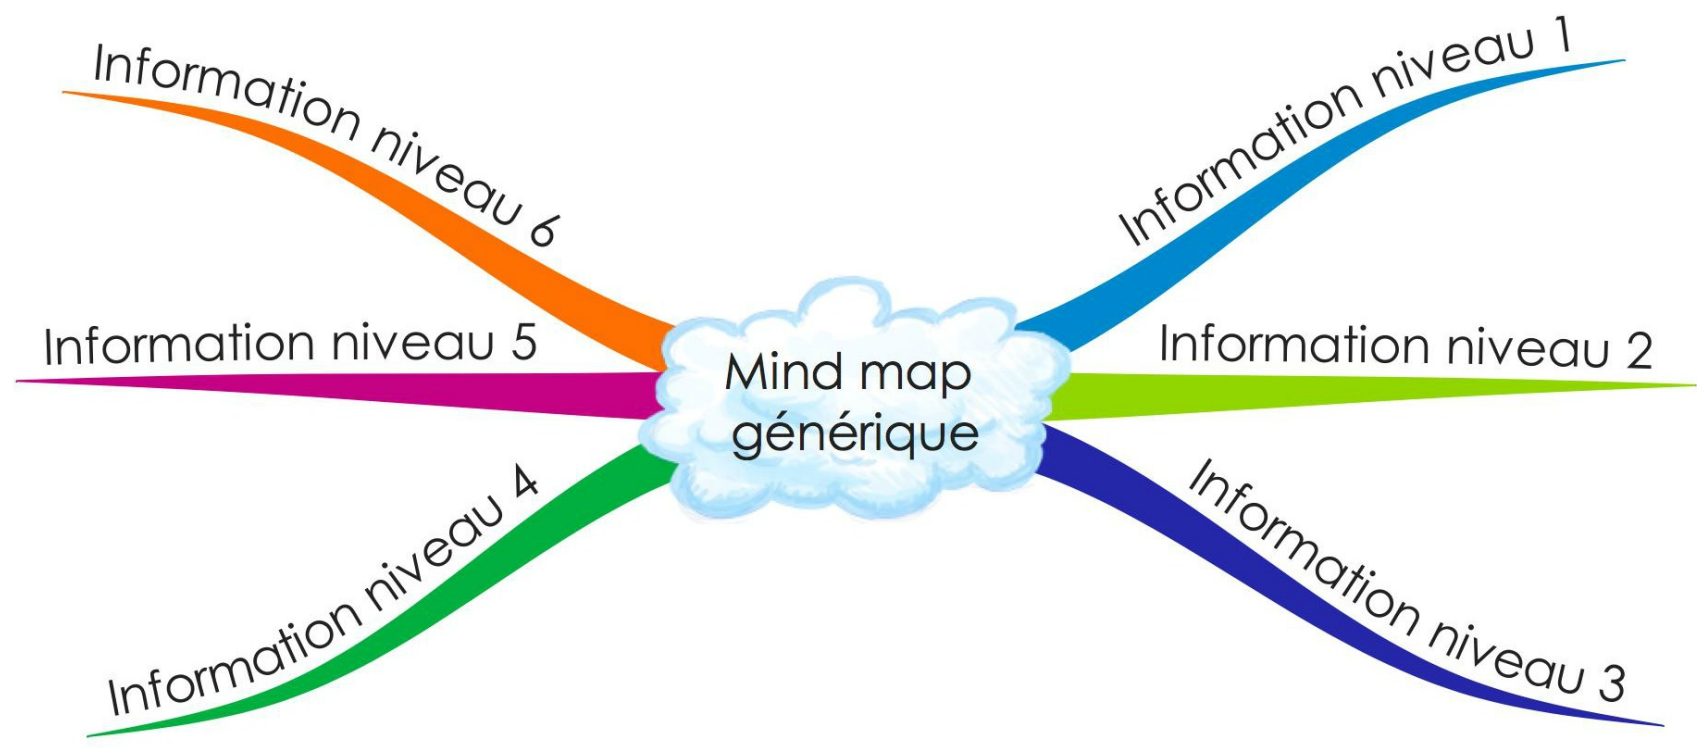 Mind map
générique
Information niveau 1
Information niveau 2
Information niveau 3
Information niveau 4
Information niveau 5
Information niveau 6